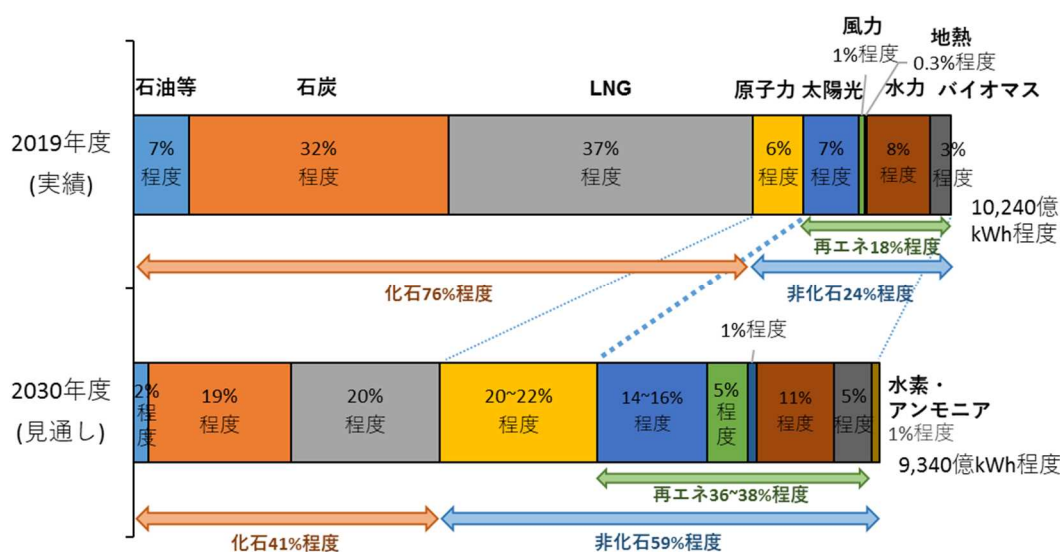 風力
1%程度
地熱
0.3%程度
石油等
石炭
LNG
原子力
太陽光
水力
バイオマス
2019年度
(実績)
7%
程度
32%
程度
37%
程度
6%
程度
7%
程度
8%
程度
3%
程度
10,240億
kWh程度
再エネ18%程度
化石76%程度
非化石24%程度
1%程度
2030年度
(見通し)
2%
程
度
19%
程度
20%
程度
20~22%
程度
14~16%
程度
5%
程
度
11%
程度
5%
程度
水素・
アンモニア
1%程度
9,340億kWh程度
再エネ36~38%程度
化石41%程度
非化石59%程度